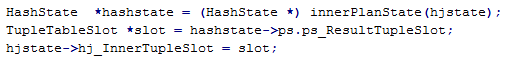 HashState  *hashstate = (HashState *) innerPlanState(hjstate);
TupleTableSlot *slot = hashstate->ps.ps_ResultTupleSlot;
hjstate->hj_InnerTupleSlot = slot;